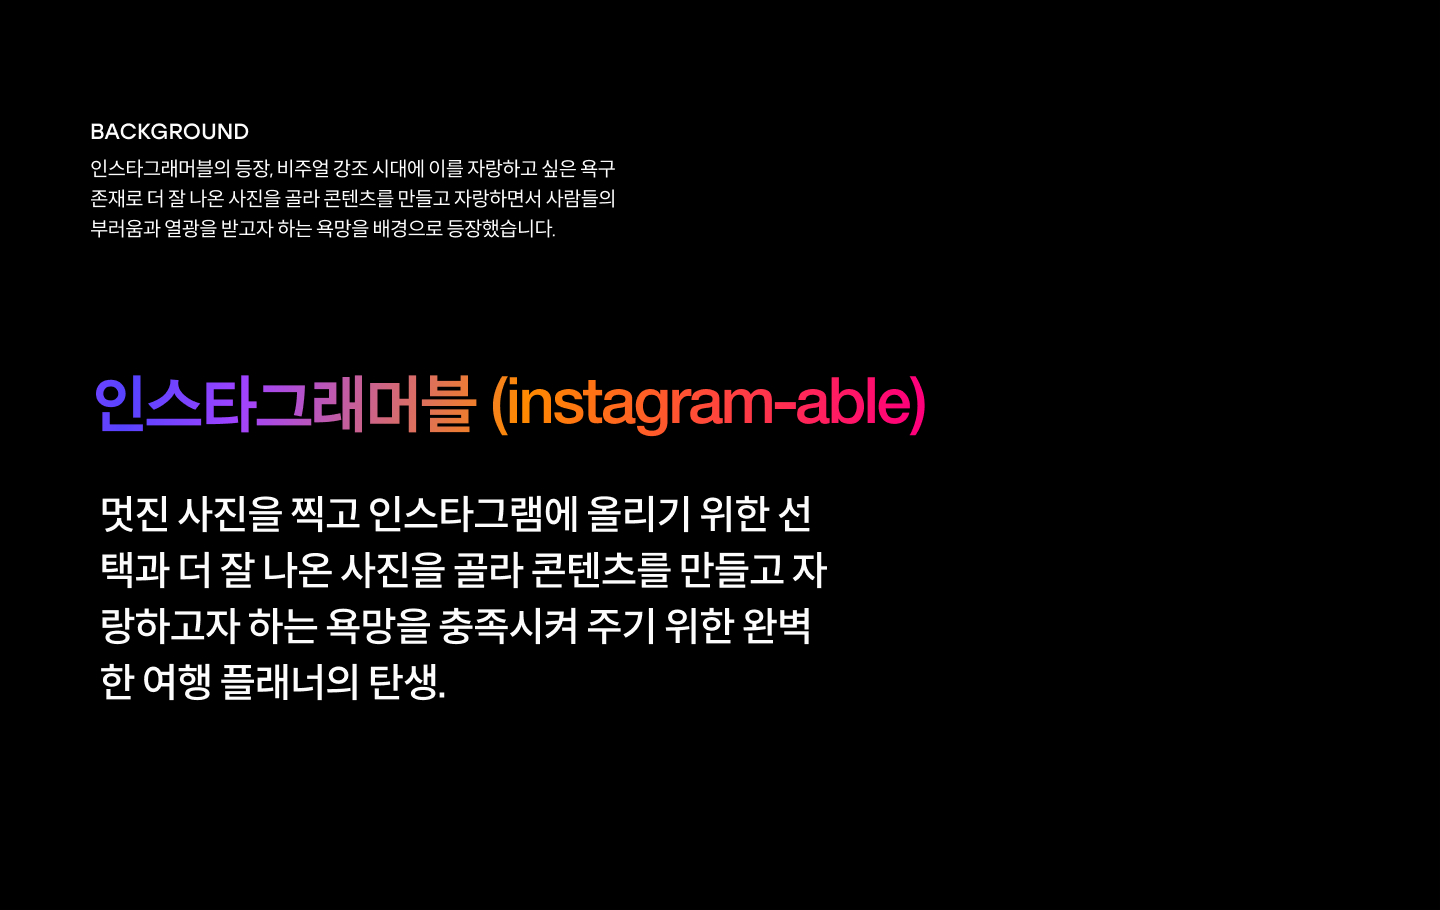 BACKGROUND
인스타그래머블의 등장, 비주얼 강조 시대에 이를 자랑하고 싶은 욕구
존재로 더 잘 나온 사진을 골라 콘텐츠를 만들고 자랑하면서 사람들의
부러움과 열광을 받고자 하는 욕망을 배경으로 등장했습니다.
인스타그래머블 (instagram-able)
멋진 사진을 찍고 인스타그램에 올리기 위한 선
택과 더 잘 나온 사진을 골라 콘텐츠를 만들고 자
랑하고자 하는 욕망을 충족시켜 주기 위한 완벽
한 여행 플래너의 탄생.